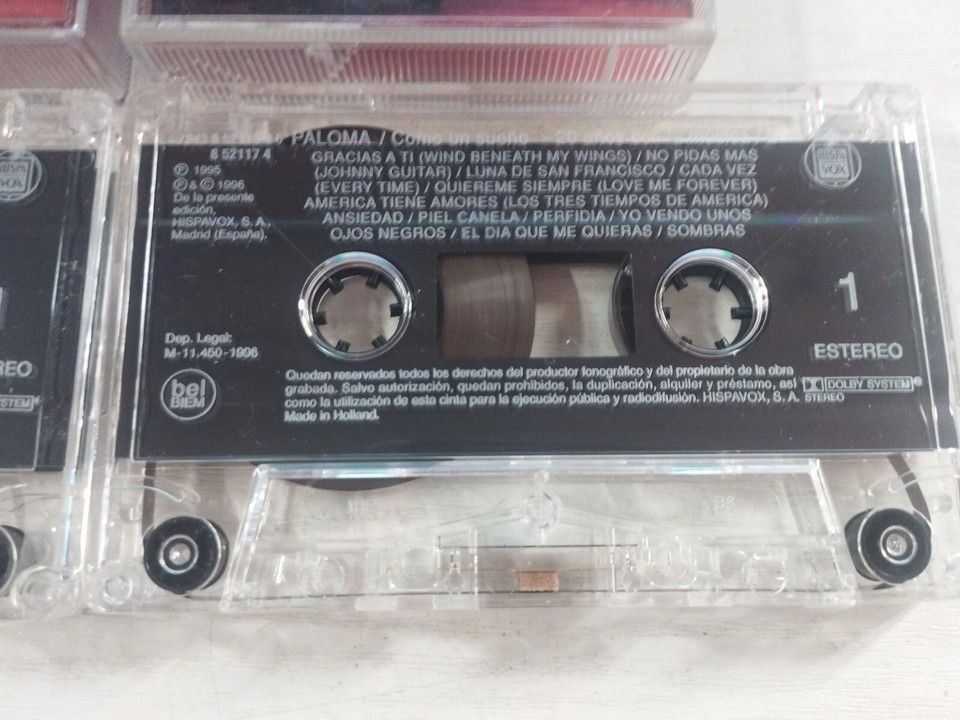 PALOMA / Como un sueño
8 52117 4
GRACIAS A TI (WIND BENEATH MY WINGS) / NO PIDAS MAS
(JOHNNY GUITAR) / LUNA DE SAN FRANCISCO / CADA VEZ
(EVERY TIME) / QUIEREME SIEMPRE (LOVE ME FOREVER)
AMERICA TIENE AMORES (LOS TRES TIEMPOS DE AMERICA)
ANSIEDAD / PIEL CANELA / PERFIDIA / YO VENDO UNOS
OJOS NEGROS / EL DIA QUE ME QUIERAS / SOMBRAS
Ⓟ 1995
Ⓟ & © 1996
De la presente
edición,
HISPAVOX, S. A.,
Madrid (España).
HISPA
VOX
1
ESTEREO
Dep. Legal:
M-11.450-1996
bel
BIEM
Quedan reservados todos los derechos del productor fonográfico y del propietario de la obra
grabada. Salvo autorización, quedan prohibidos, la duplicación, alquiler y préstamo, así
como la utilización de esta cinta para la ejecución pública y radiodifusión. HISPAVOX, S. A.
Made in Holland.
DOLBY SYSTEM®
STEREO
VOX
REO
STEM®